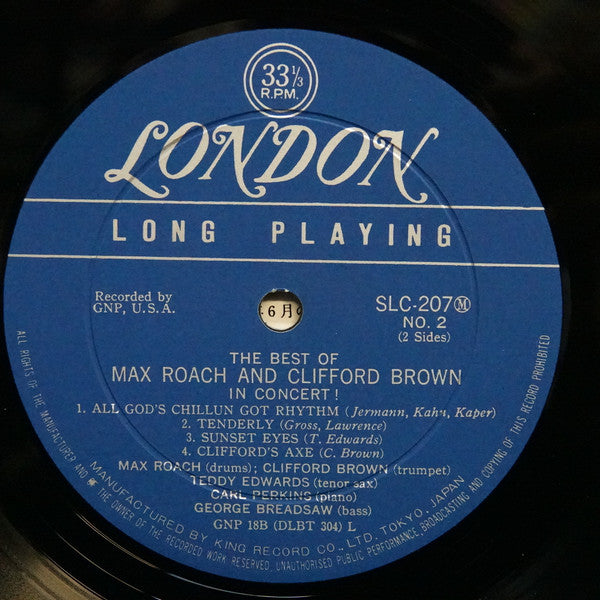 33 1/3
R.P.M.
LONDON
LONG PLAYING
Recorded by
GNP, U.S.A.
6月の
SLC-207 Ⓜ
NO. 2
(2 Sides)
THE BEST OF
MAX ROACH AND CLIFFORD BROWN
IN CONCERT!
1. ALL GOD'S CHILLUN GOT RHYTHM (Jermann, Kahn, Kaper)
2. TENDERLY (Gross, Lawrence)
3. SUNSET EYES (T. Edwards)
4. CLIFFORD'S AXE (C. Brown)
MAX ROACH (drums); CLIFFORD BROWN (trumpet)
TEDDY EDWARDS (tenor sax)
CARL PERKINS (piano)
GEORGE BREADSAW (bass)
GNP 18B (DLBT 304) L
MANUFACTURED BY KING RECORD CO., LTD. TOKYO, JAPAN
ALL RIGHTS OF THE MANUFACTURER AND OF THE OWNER OF THE RECORDED WORK RESERVED. UNAUTHORISED PUBLIC PERFORMANCE, BROADCASTING AND COPYING OF THIS RECORD PROHIBITED